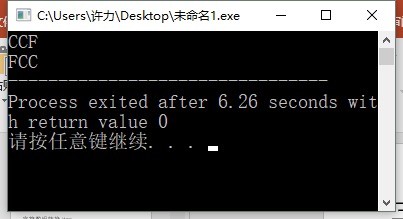 C:\Users\许力\Desktop\未命名1.exe
CCF
FCC
--------------------------------
Process exited after 6.26 seconds wit
h return value 0
请按任意键继续. . .